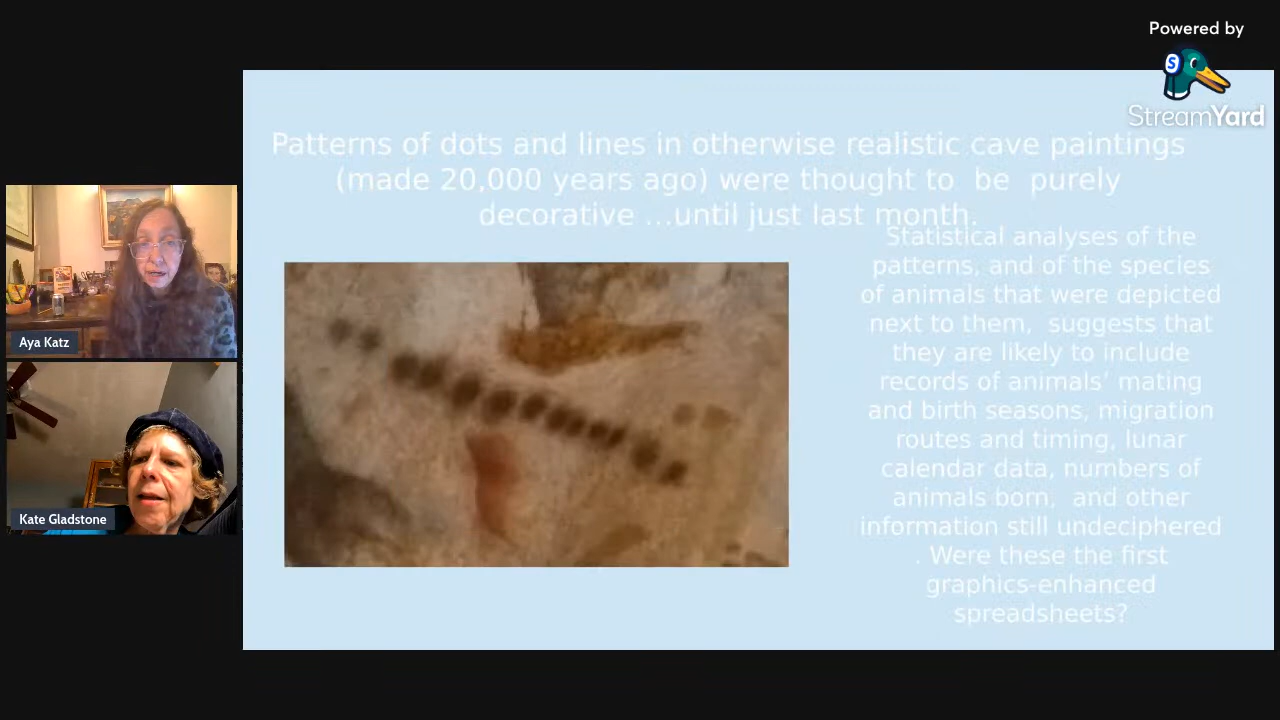 Powered by
StreamYard
Patterns of dots and lines in otherwise realistic cave paintings
(made 20,000 years ago) were thought to be purely
decorative ...until just last month.
Statistical analyses of the
patterns, and of the species
of animals that were depicted
next to them, suggests that
they are likely to include
records of animals’ mating
and birth seasons, migration
routes and timing, lunar
calendar data, numbers of
animals born, and other
information still undeciphered
. Were these the first
graphics-enhanced
spreadsheets?
Aya Katz
Kate Gladstone